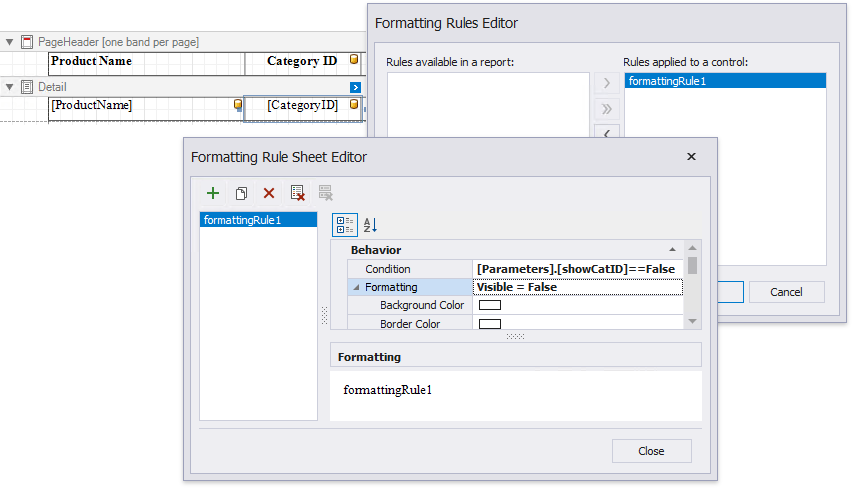 PageHeader [one band per page]
Product Name
Category ID
Detail
[ProductName]
[CategoryID]
Formatting Rules Editor
Rules available in a report:
Rules applied to a control:
formattingRule1
Cancel
Formatting Rule Sheet Editor
formattingRule1
Behavior
Condition
[Parameters].[showCatID]==False
Formatting
Visible = False
Background Color
Border Color
Formatting
formattingRule1
Close